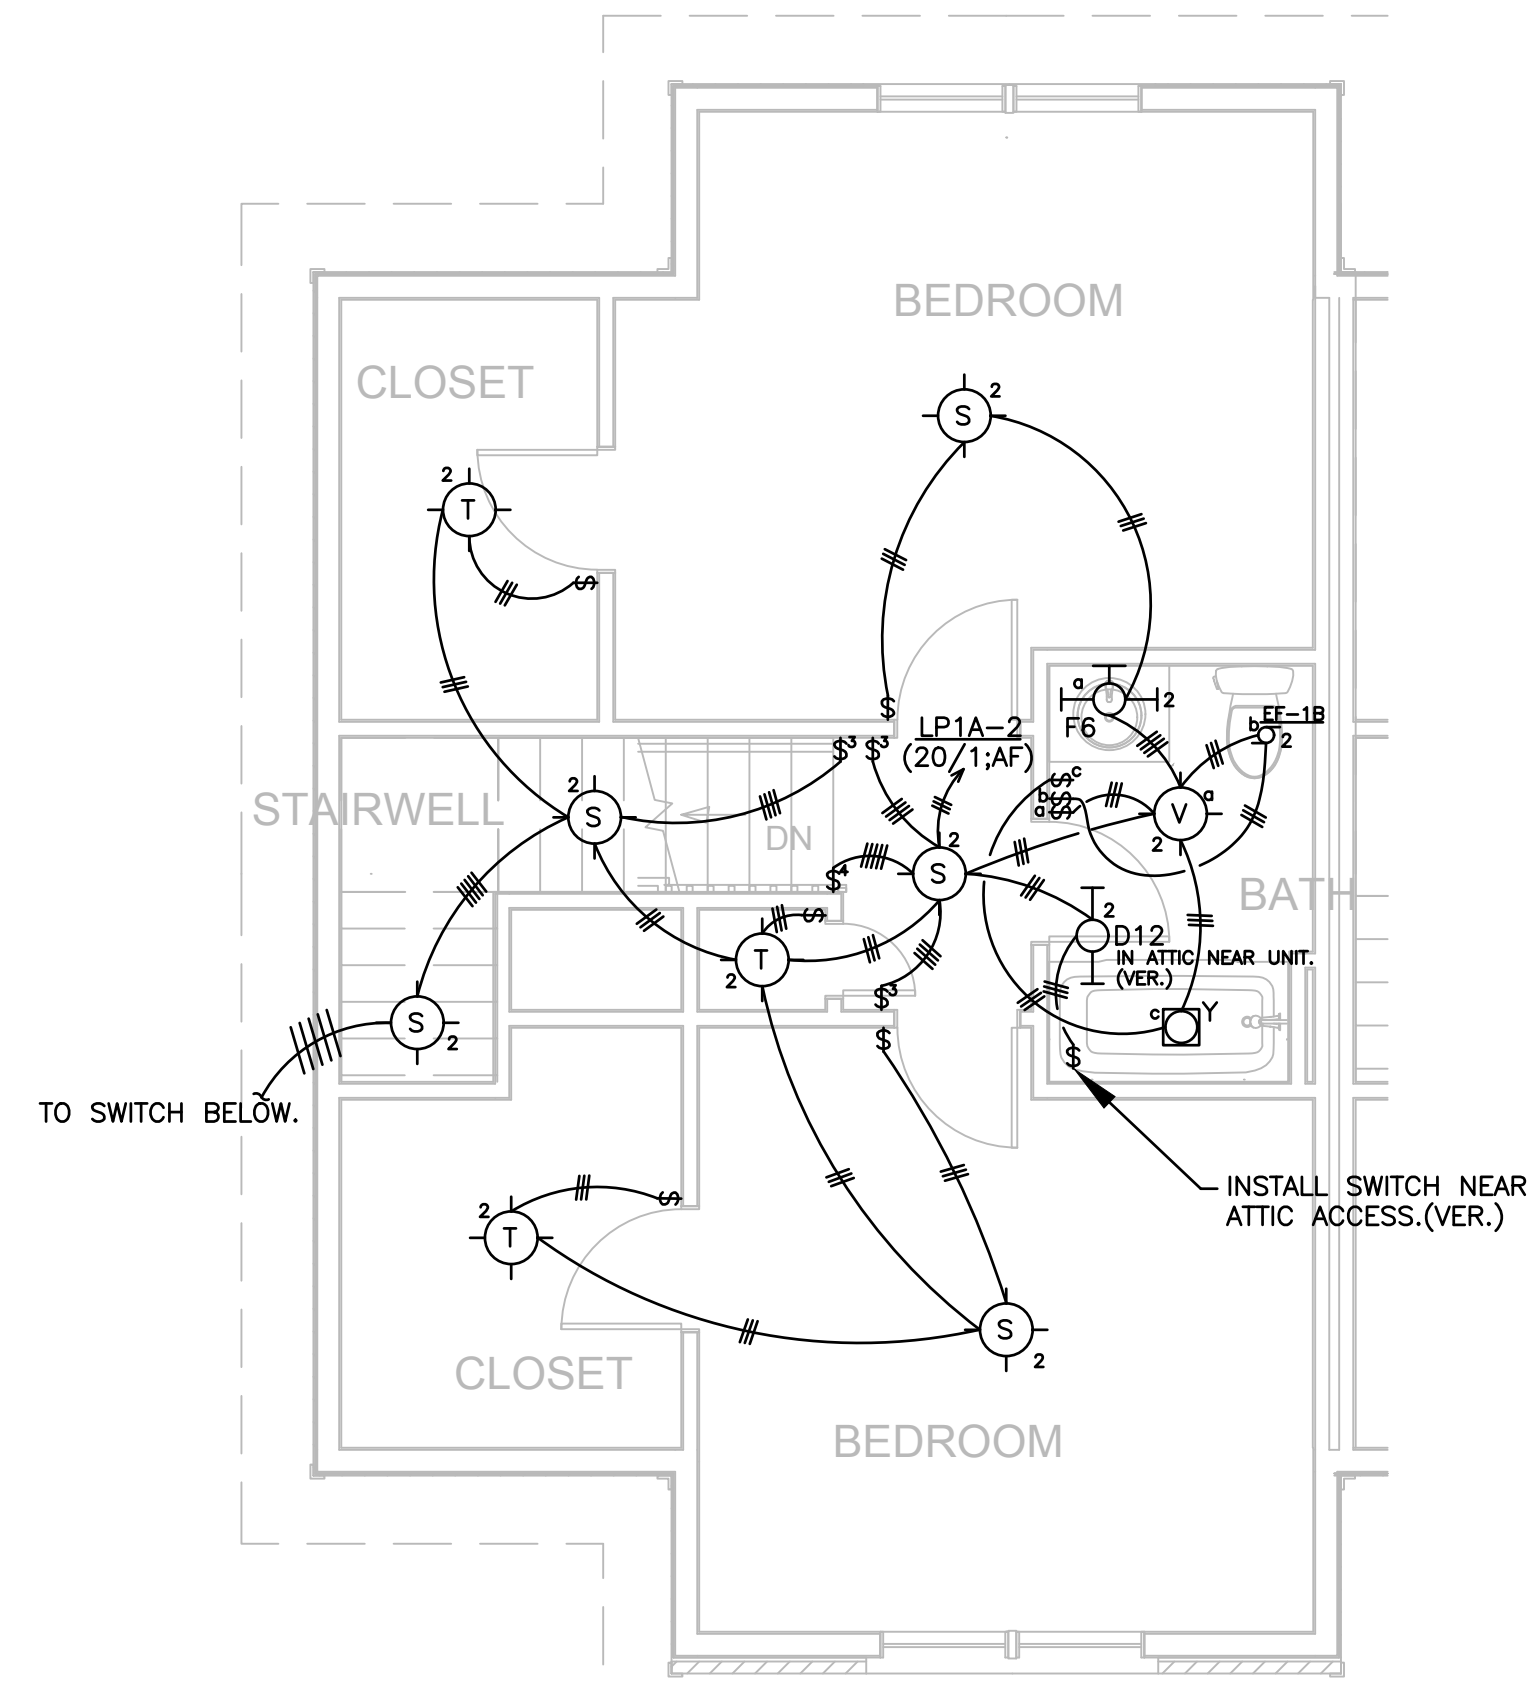 BEDROOM
CLOSET
S 2
2 T
$
$
a 2
F6
b EF-1B
2
LP1A-2
(20/1;AF)
$3 $3
$c
b $
a $
V a
2
STAIRWELL
2
S
DN
2
S
$4
BATH
$
T
2
2
D12
IN ATTIC NEAR UNIT.
(VER.)
$3
S
2
c Y
$
$
TO SWITCH BELOW.
INSTALL SWITCH NEAR
ATTIC ACCESS.(VER.)
$
2
T
S
2
CLOSET
BEDROOM